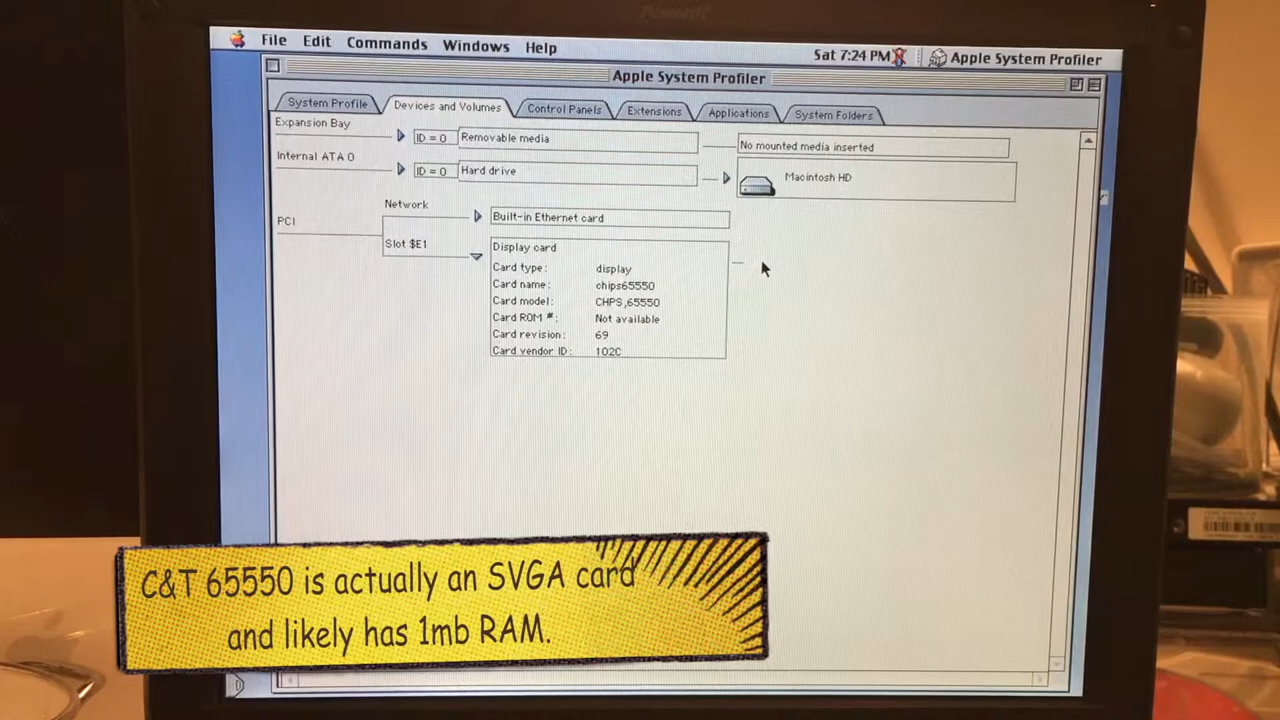 File Edit Commands Windows Help Sat 7:24 PM Apple System Profiler
Apple System Profiler
System Profile Devices and Volumes Control Panels Extensions Applications System Folders
Expansion Bay ID = 0 Removable media No mounted media inserted
Internal ATA 0 ID = 0 Hard drive Macintosh HD
Network
PCI Built-in Ethernet card
Slot $E1 Display card
Card type: display
Card name: chips65550
Card model: CHPS,65550
Card ROM #: Not available
Card revision: 69
Card vendor ID: 102C
C&T 65550 is actually an SVGA card
and likely has 1mb RAM.